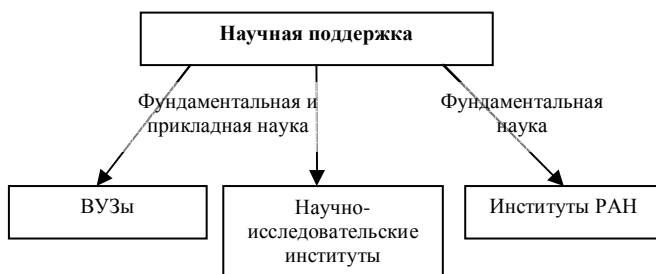 Научная поддержка
Фундаментальная и
прикладная наука
Фундаментальная
наука
ВУЗы
Научно-
исследовательские
институты
Институты РАН